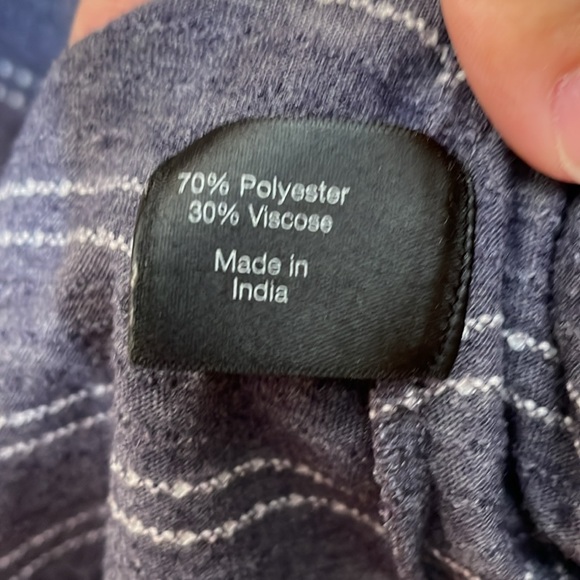 70% Polyester
30% Viscose
Made in
India